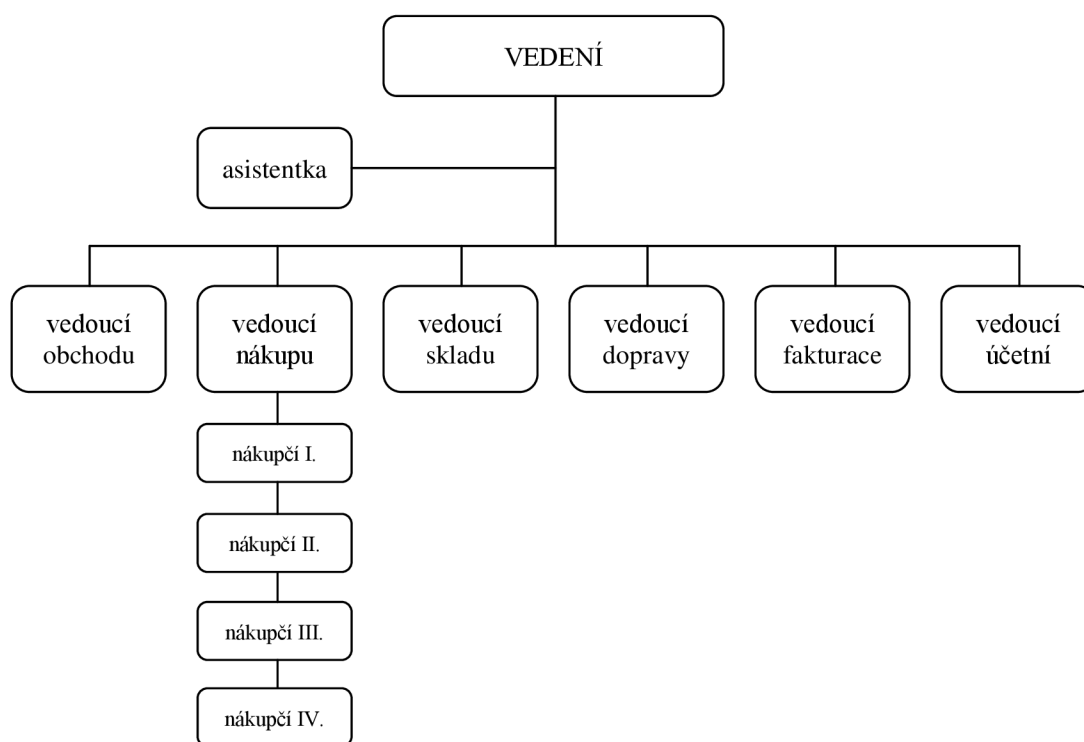 VEDENÍ
asistentka
vedoucí
obchodu
vedoucí
nákupu
vedoucí
skladu
vedoucí
dopravy
vedoucí
fakturace
vedoucí
účetní
nákupčí I.
nákupčí II.
nákupčí III.
nákupčí IV.